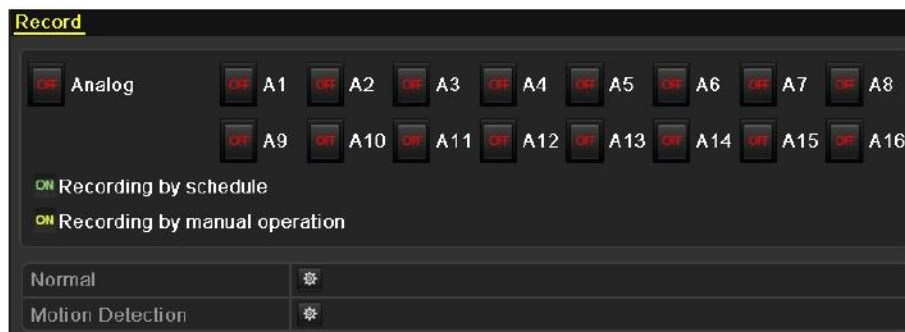 Record
OFF Analog OFF A1 OFF A2 OFF A3 OFF A4 OFF A5 OFF A6 OFF A7 OFF A8
OFF A9 OFF A10 OFF A11 OFF A12 OFF A13 OFF A14 OFF A15 OFF A16
ON Recording by schedule
ON Recording by manual operation
Normal
Motion Detection